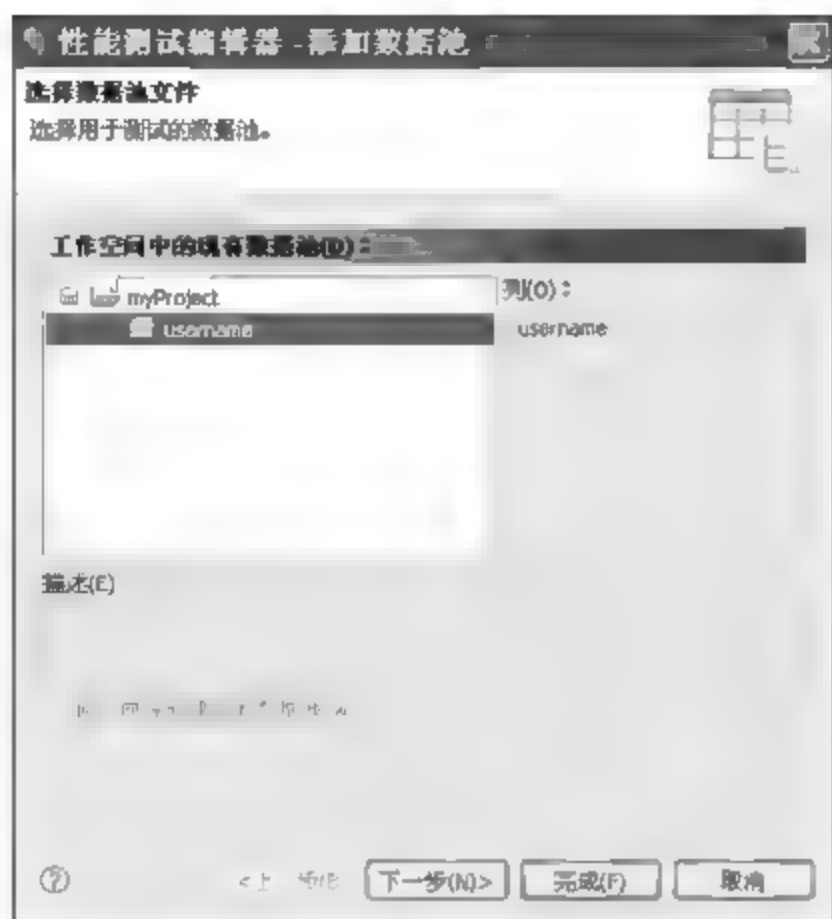 性能测试编辑器 - 添加数据池
选择数据池文件
选择用于测试的数据池。
工作空间中的现有数据池(D)：
myProject
列(O)：
username
username
描述(E)
下一步(N)>
完成(F)
取消